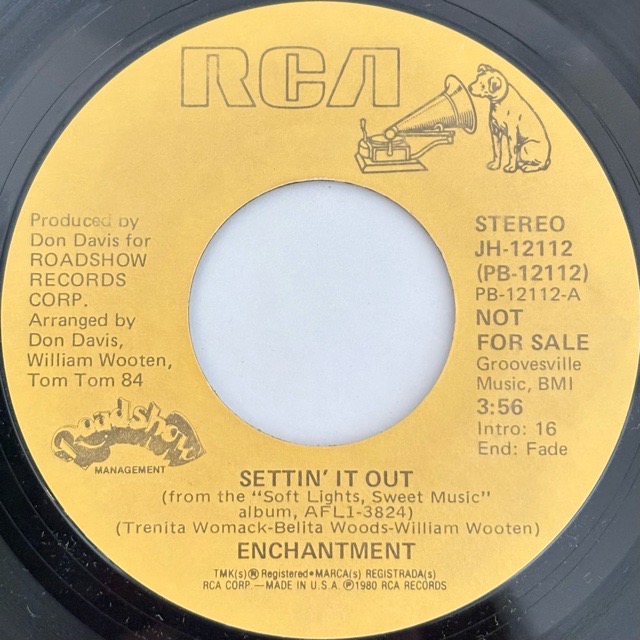 RCA
Produced by
Don Davis for
ROADSHOW
RECORDS
CORP.
Arranged by
Don Davis,
William Wooten,
Tom Tom 84
Roadshow
MANAGEMENT
STEREO
JH-12112
(PB-12112)
PB-12112-A
NOT
FOR SALE
Groovesville
Music, BMI
3:56
Intro: 16
End: Fade
SETTIN' IT OUT
(from the "Soft Lights, Sweet Music"
album, AFL1-3824)
(Trenita Womack-Belita Woods-William Wooten)
ENCHANTMENT
TMK(s) ® Registered•MARCA(s) REGISTRADA(s)
RCA CORP.—MADE IN U.S.A. ℗1980 RCA RECORDS